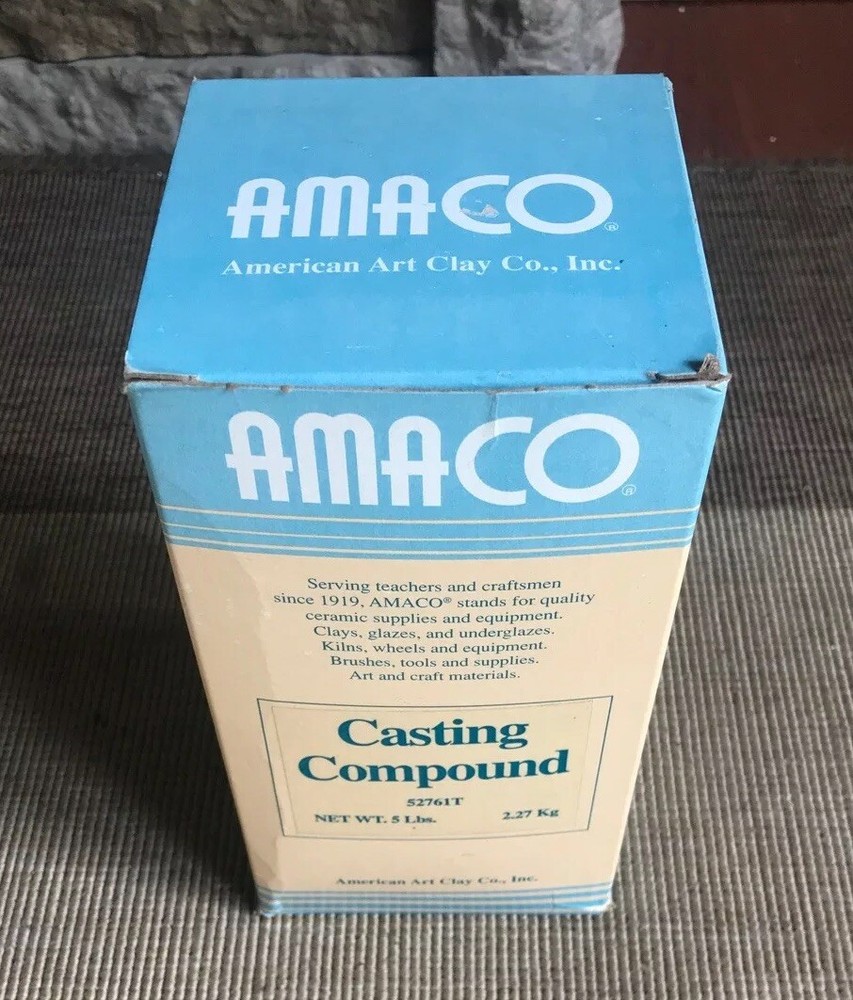 AMACO®
American Art Clay Co., Inc.
AMACO®
Serving teachers and craftsmen
since 1919, AMACO® stands for quality
ceramic supplies and equipment.
Clays, glazes, and underglazes.
Kilns, wheels and equipment.
Brushes, tools and supplies.
Art and craft materials.
Casting
Compound
52761T
NET WT. 5 Lbs. 2.27 Kg
American Art Clay Co., Inc.